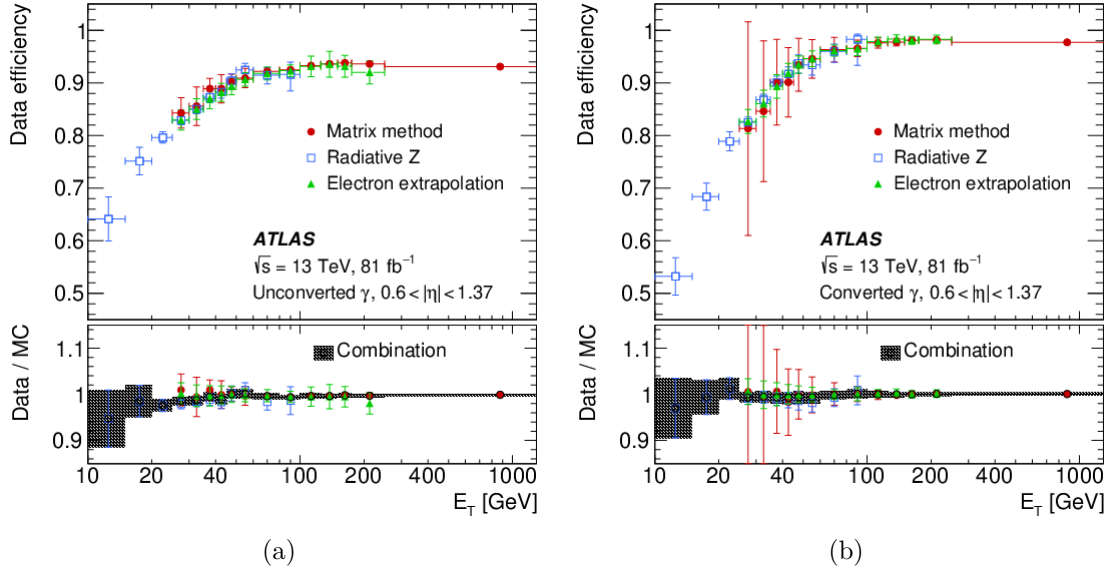 Data efficiency
1
0.9
0.8
0.7
0.6
0.5
Matrix method
Radiative Z
Electron extrapolation
ATLAS
√s = 13 TeV, 81 fb⁻¹
Unconverted γ, 0.6<|η|<1.37
Data / MC
1.1
1
0.9
Combination
10 20 30 40 100 200 1000
E_T [GeV]
(a)
Data efficiency
1
0.9
0.8
0.7
0.6
0.5
Matrix method
Radiative Z
Electron extrapolation
ATLAS
√s = 13 TeV, 81 fb⁻¹
Converted γ, 0.6<|η|<1.37
Data / MC
1.1
1
0.9
Combination
10 20 30 40 100 200 1000
E_T [GeV]
(b)